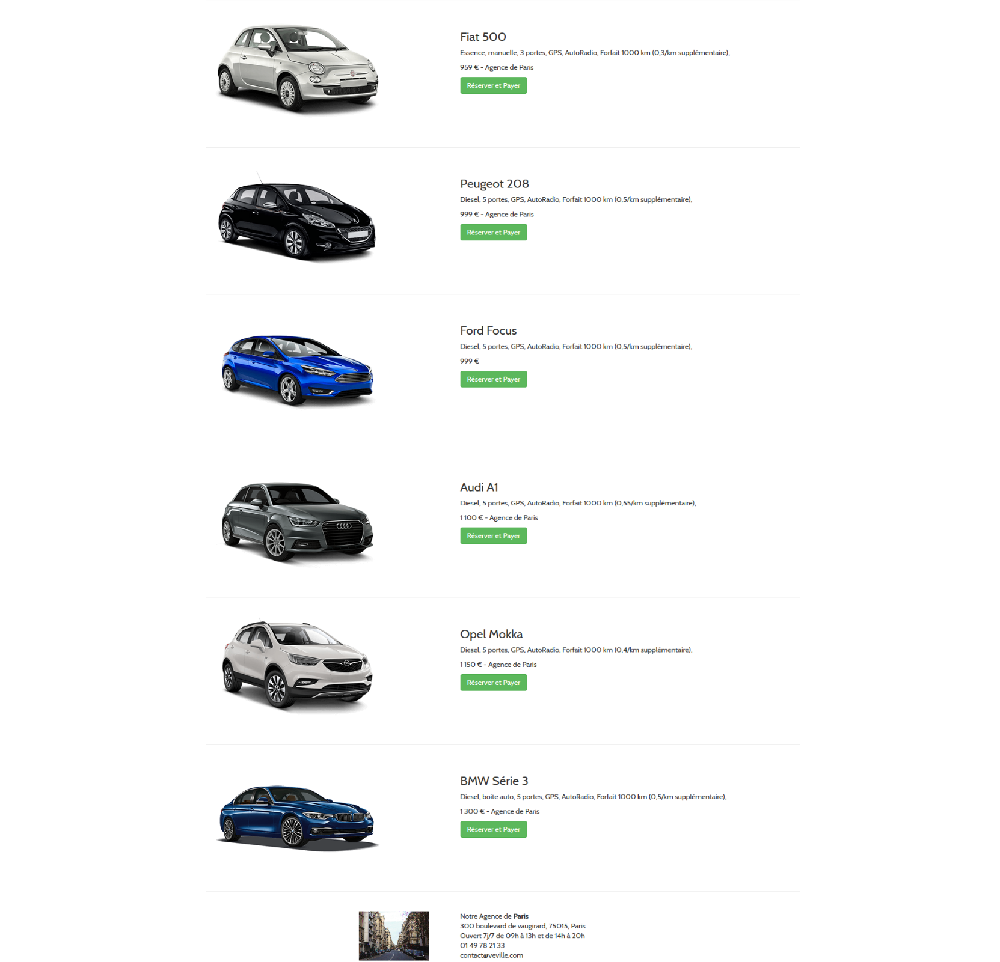 Fiat 500
Essence, manuelle, 3 portes, GPS, AutoRadio, Forfait 1000 km (0,3/km supplémentaire),
959 € - Agence de Paris
Réserver et Payer
Peugeot 208
Diesel, 5 portes, GPS, AutoRadio, Forfait 1000 km (0,5/km supplémentaire),
999 € - Agence de Paris
Réserver et Payer
Ford Focus
Diesel, 5 portes, GPS, AutoRadio, Forfait 1000 km (0,5/km supplémentaire),
999 €
Réserver et Payer
Audi A1
Diesel, 5 portes, GPS, AutoRadio, Forfait 1000 km (0,55/km supplémentaire),
1 100 € - Agence de Paris
Réserver et Payer
Opel Mokka
Diesel, 5 portes, GPS, AutoRadio, Forfait 1000 km (0,4/km supplémentaire),
1 150 € - Agence de Paris
Réserver et Payer
BMW Série 3
Diesel, boite auto, 5 portes, GPS, AutoRadio, Forfait 1000 km (0,5/km supplémentaire),
1 300 € - Agence de Paris
Réserver et Payer
Notre Agence de Paris
300 boulevard de vaugirard, 75015, Paris
Ouvert 7j/7 de 09h à 13h et de 14h à 20h
01 49 78 21 33
contact@veville.com